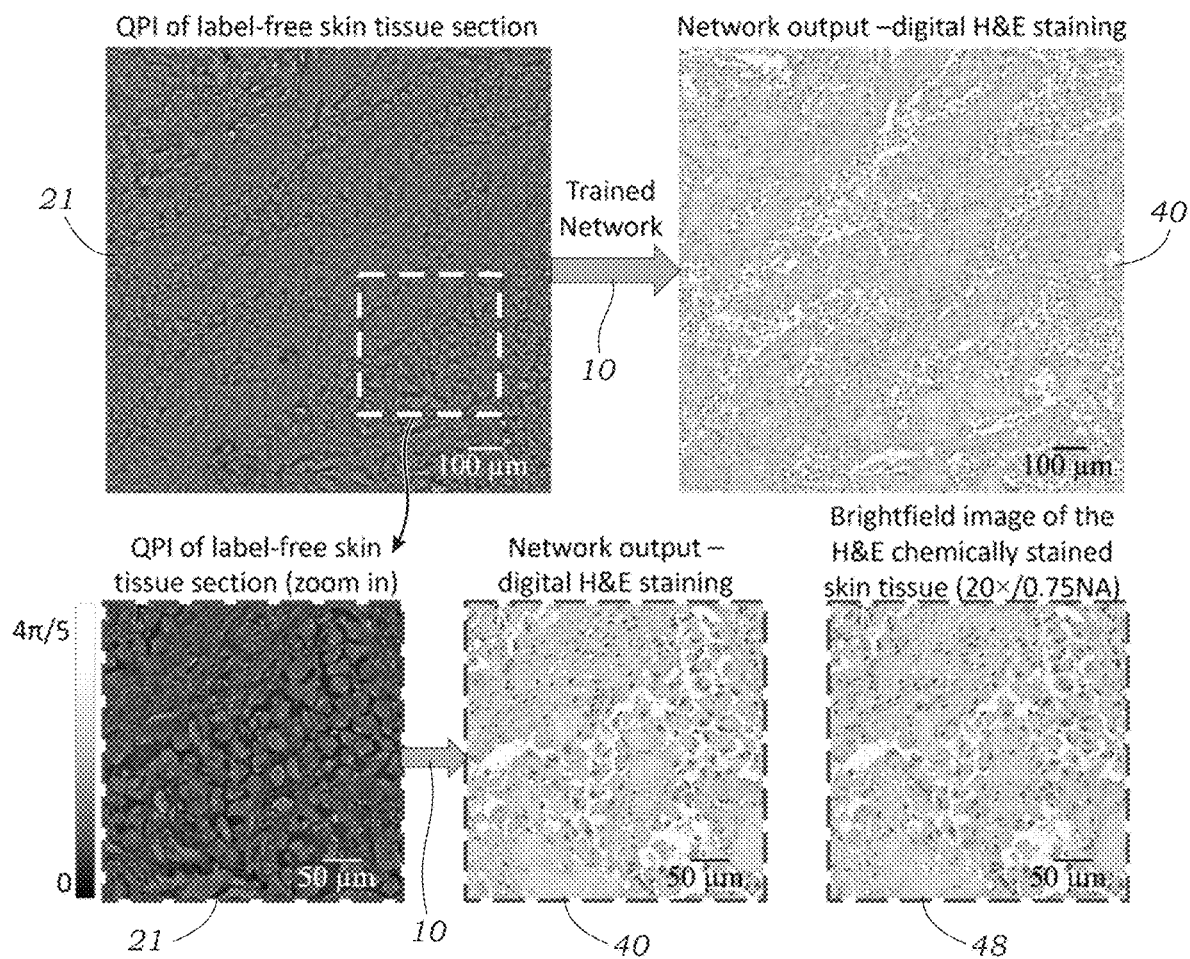 QPI of label-free skin tissue section
Network output –digital H&E staining
21
Trained
Network
10
40
100 μm
100 μm
QPI of label-free skin
tissue section (zoom in)
Network output –
digital H&E staining
Brightfield image of the
H&E chemically stained
skin tissue (20×/0.75NA)
4π/5
0
50 μm
50 μm
50 μm
21
10
40
48